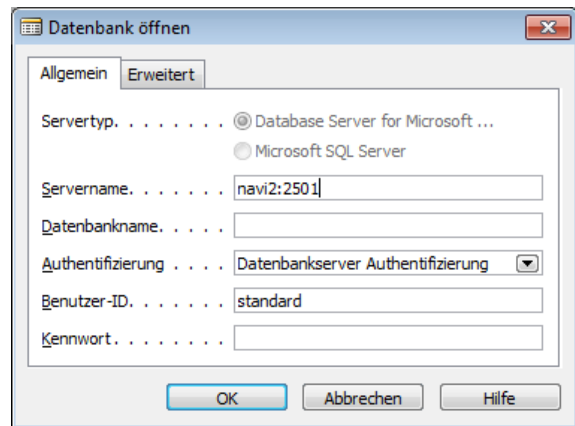 Datenbank öffnen
Allgemein Erweitert
Servertyp. . . . . . . . Database Server for Microsoft ...
Microsoft SQL Server
Servername. . . . . . . navi2:2501
Datenbankname. . . . .
Authentifizierung . . . . Datenbankserver Authentifizierung
Benutzer-ID. . . . . . . standard
Kennwort. . . . . . . .
OK Abbrechen Hilfe